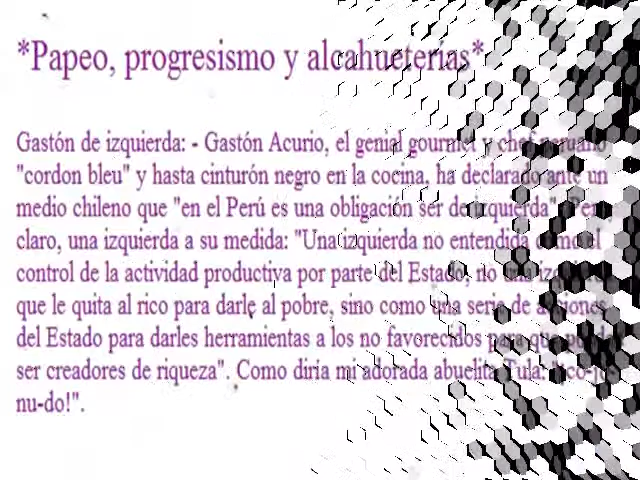 *Papeo, progresismo y alcahueterías*
Gastón de izquierda: - Gastón Acurio, el genial gourmet y chef peruano
"cordon bleu" y hasta cinturón negro en la cocina, ha declarado ante un
medio chileno que "en el Perú es una obligación ser de izquierda".
claro, una izquierda a su medida: "Una izquierda no entendida como el
control de la actividad productiva por parte del Estado, no una
que le quita al rico para darle al pobre, sino como una serie de acciones
del Estado para darles herramientas a los no favorecidos para que
ser creadores de riqueza". Como diría mi adorada abuelita Tula:
nu-do!".